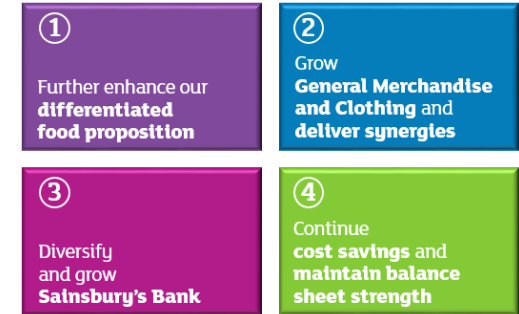 ①
Further enhance our
differentiated
food proposition
②
Grow
General Merchandise
and Clothing and
deliver synergies
③
Diversify
and grow
Sainsbury's Bank
④
Continue
cost savings and
maintain balance
sheet strength